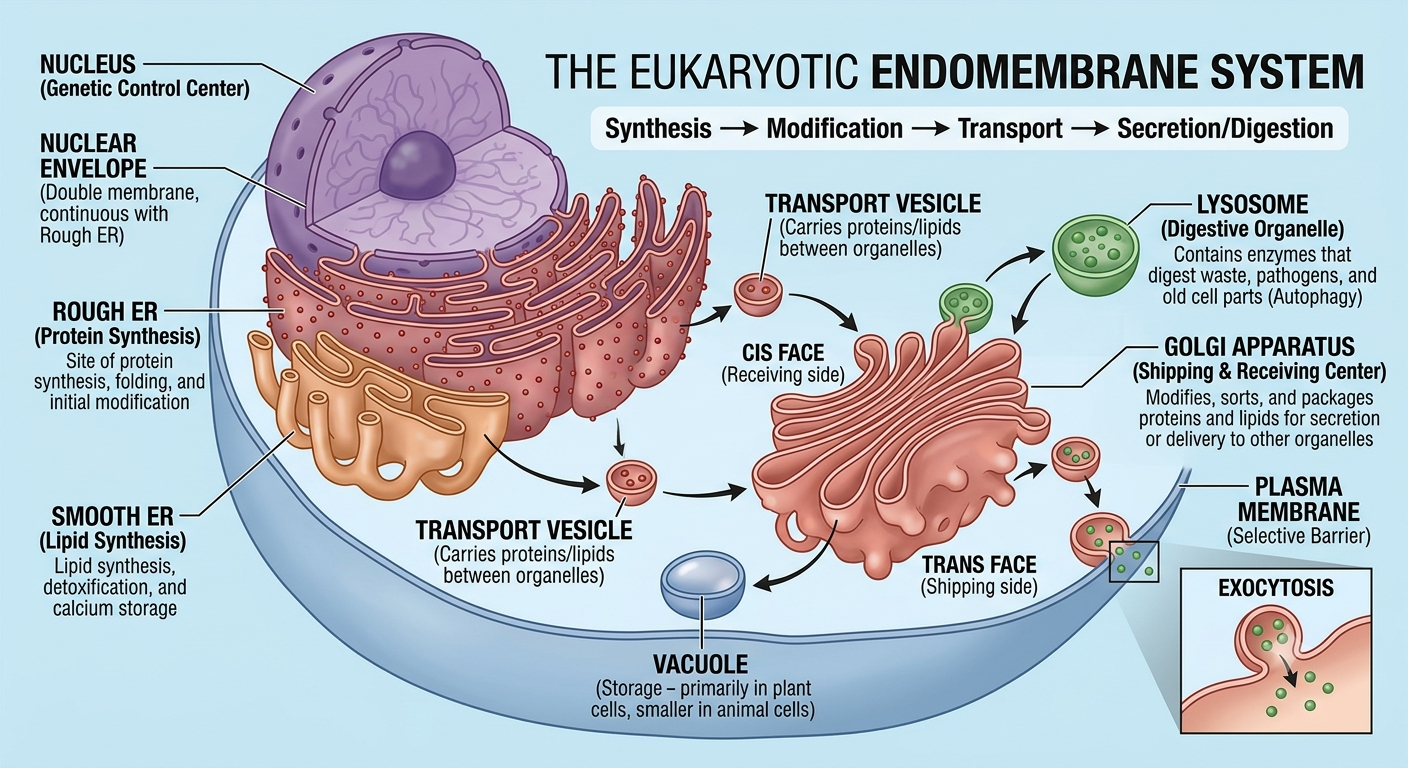 THE EUKARYOTIC ENDOMEMBRANE SYSTEM
Synthesis → Modification → Transport → Secretion/Digestion
NUCLEUS
(Genetic Control Center)
NUCLEAR
ENVELOPE
(Double membrane,
continuous with
Rough ER)
ROUGH ER
(Protein Synthesis)
Site of protein
synthesis, folding, and
initial modification
SMOOTH ER
(Lipid Synthesis)
Lipid synthesis,
detoxification, and
calcium storage
TRANSPORT VESICLE
(Carries proteins/lipids
between organelles)
CIS FACE
(Receiving side)
TRANSPORT VESICLE
(Carries proteins/lipids
between organelles)
VACUOLE
(Storage – primarily in plant
cells, smaller in animal cells)
TRANS FACE
(Shipping side)
LYSOSOME
(Digestive Organelle)
Contains enzymes that
digest waste, pathogens, and
old cell parts (Autophagy)
GOLGI APPARATUS
(Shipping & Receiving Center)
Modifies, sorts, and packages
proteins and lipids for secretion
or delivery to other organelles
PLASMA
MEMBRANE
(Selective Barrier)
EXOCYTOSIS